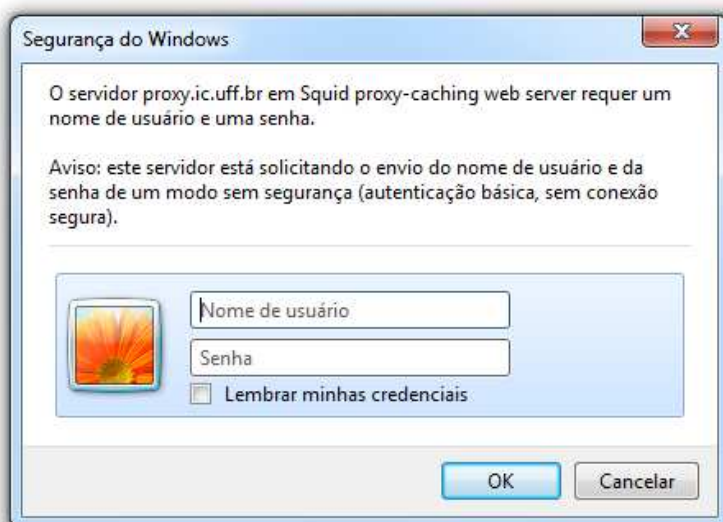 Segurança do Windows
O servidor proxy.ic.uff.br em Squid proxy-caching web server requer um
nome de usuário e uma senha.
Aviso: este servidor está solicitando o envio do nome de usuário e da
senha de um modo sem segurança (autenticação básica, sem conexão
segura).
Nome de usuário
Senha
Lembrar minhas credenciais
OK Cancelar